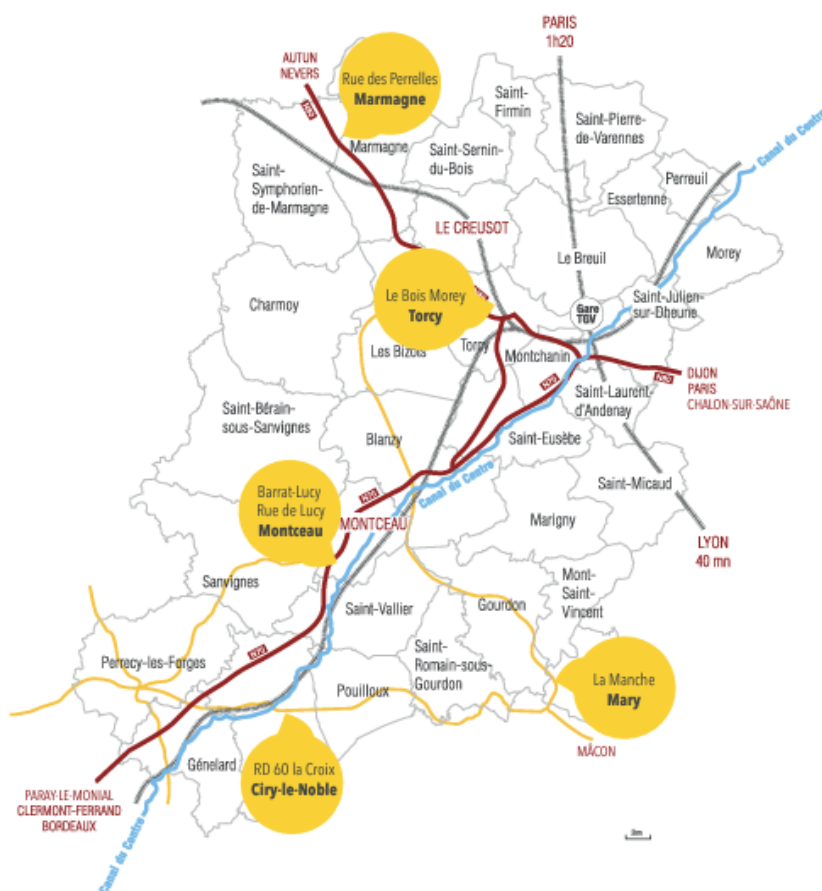 PARIS
1h20
AUTUN
NEVERS
N80
Rue des Perrelles
Marmagne
Marmagne
Saint-
Firmin
Saint-Pierre-
de-Varennes
Canal du Centre
Saint-Sernin-
du-Bois
Saint-
Symphorien-
de-Marmagne
Perreuil
Essertenne
LE CREUSOT
Le Breuil
Morey
Charmoy
Le Bois Morey
Torcy
Gare
TGV
Saint-Julien-
sur-Dheune
Torcy
Les Bizots
Montchanin
N70
N80
DIJON
PARIS
CHALON-SUR-SAÔNE
Saint-Laurent-
d'Andenay
Saint-Bérain-
sous-Sanvignes
Blanzy
Saint-Eusèbe
Canal du Centre
Saint-Micaud
Barrat-Lucy
Rue de Lucy
Montceau
N70
MONTCEAU
Marigny
LYON
40 mn
Sanvignes
Saint-Vallier
Gourdon
Mont-
Saint-
Vincent
Perrecy-les-Forges
N70
Saint-
Romain-sous-
Gourdon
Pouilloux
La Manche
Mary
MÂCON
Génelard
RD 60 la Croix
Ciry-le-Noble
PARAY-LE-MONIAL
CLERMONT-FERRAND
BORDEAUX
Canal du Centre